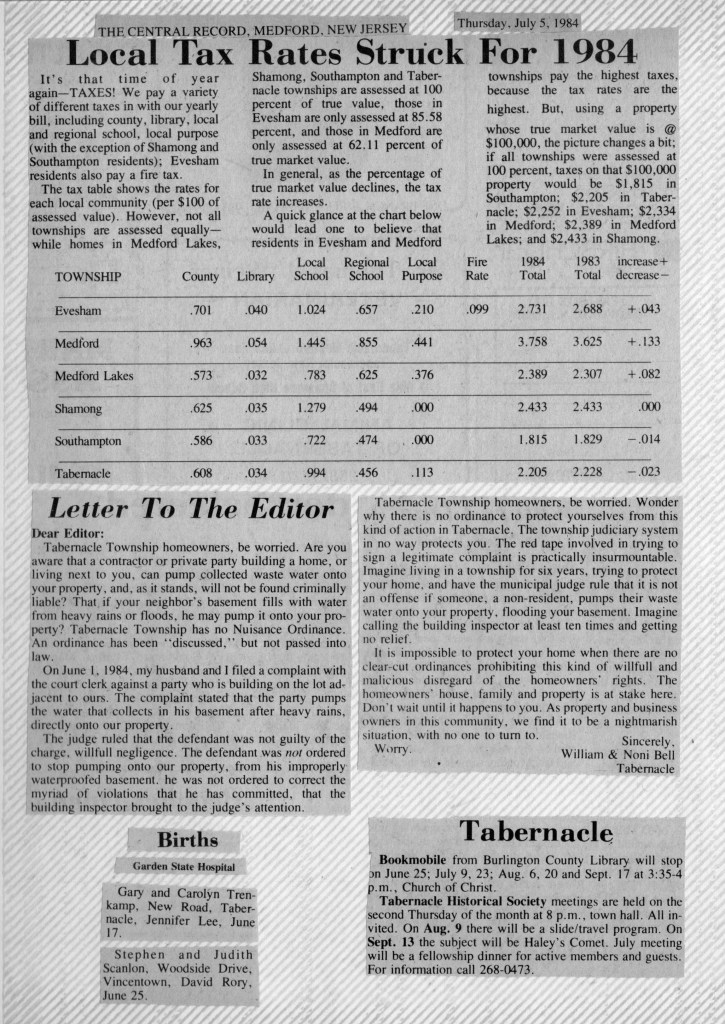 THE CENTRAL RECORD, MEDFORD, NEW JERSEY
Thursday, July 5, 1984
Local Tax Rates Struck For 1984
It's that time of year
again—TAXES! We pay a variety
of different taxes in with our yearly
bill, including county, library, local
and regional school, local purpose
(with the exception of Shamong and
Southampton residents); Evesham
residents also pay a fire tax.
The tax table shows the rates for
each local community (per $100 of
assessed value). However, not all
townships are assessed equally—
while homes in Medford Lakes,
Shamong, Southampton and Taber-
nacle townships are assessed at 100
percent of true value, those in
Evesham are only assessed at 85.58
percent, and those in Medford are
only assessed at 62.11 percent of
true market value.
In general, as the percentage of
true market value declines, the tax
rate increases.
A quick glance at the chart below
would lead one to believe that
residents in Evesham and Medford
townships pay the highest taxes,
because the tax rates are the
highest. But, using a property
whose true market value is @
$100,000, the picture changes a bit;
if all townships were assessed at
100 percent, taxes on that $100,000
property would be $1,815 in
Southampton; $2,205 in Taber-
nacle; $2,252 in Evesham; $2,334
in Medford; $2,389 in Medford
Lakes; and $2,433 in Shamong.
Local Regional Local Fire 1984 1983 increase+
TOWNSHIP County Library School School Purpose Rate Total Total decrease−
Evesham .701 .040 1.024 .657 .210 .099 2.731 2.688 +.043
Medford .963 .054 1.445 .855 .441 3.758 3.625 +.133
Medford Lakes .573 .032 .783 .625 .376 2.389 2.307 +.082
Shamong .625 .035 1.279 .494 .000 2.433 2.433 .000
Southampton .586 .033 .722 .474 .000 1.815 1.829 −.014
Tabernacle .608 .034 .994 .456 .113 2.205 2.228 −.023
Letter To The Editor
Dear Editor:
Tabernacle Township homeowners, be worried. Are you
aware that a contractor or private party building a home, or
living next to you, can pump collected waste water onto
your property, and, as it stands, will not be found criminally
liable? That if your neighbor's basement fills with water
from heavy rains or floods, he may pump it onto your pro-
perty? Tabernacle Township has no Nuisance Ordinance.
An ordinance has been "discussed," but not passed into
law.
On June 1, 1984, my husband and I filed a complaint with
the court clerk against a party who is building on the lot ad-
jacent to ours. The complaint stated that the party pumps
the water that collects in his basement after heavy rains,
directly onto our property.
The judge ruled that the defendant was not guilty of the
charge, willfull negligence. The defendant was not ordered
to stop pumping onto our property, from his improperly
waterproofed basement. he was not ordered to correct the
myriad of violations that he has committed, that the
building inspector brought to the judge's attention.
Tabernacle Township homeowners, be worried. Wonder
why there is no ordinance to protect yourselves from this
kind of action in Tabernacle. The township judiciary system
in no way protects you. The red tape involved in trying to
sign a legitimate complaint is practically insurmountable.
Imagine living in a township for six years, trying to protect
your home, and have the municipal judge rule that it is not
an offense if someone, a non-resident, pumps their waste
water onto your property, flooding your basement. Imagine
calling the building inspector at least ten times and getting
no relief.
It is impossible to protect your home when there are no
clear-cut ordinances prohibiting this kind of willfull and
malicious disregard of the homeowners' rights. The
homeowners' house, family and property is at stake here.
Don't wait until it happens to you. As property and business
owners in this community, we find it to be a nightmarish
situation, with no one to turn to.
Worry.
Sincerely,
William & Noni Bell
Tabernacle
Births
Garden State Hospital
Gary and Carolyn Tren-
kamp, New Road, Taber-
nacle, Jennifer Lee, June
17.
Stephen and Judith
Scanlon, Woodside Drive,
Vincentown, David Rory,
June 25.
Tabernacle
Bookmobile from Burlington County Library will stop
on June 25; July 9, 23; Aug. 6, 20 and Sept. 17 at 3:35-4
p.m., Church of Christ.
Tabernacle Historical Society meetings are held on the
second Thursday of the month at 8 p.m., town hall. All in-
vited. On Aug. 9 there will be a slide/travel program. On
Sept. 13 the subject will be Haley's Comet. July meeting
will be a fellowship dinner for active members and guests.
For information call 268-0473.